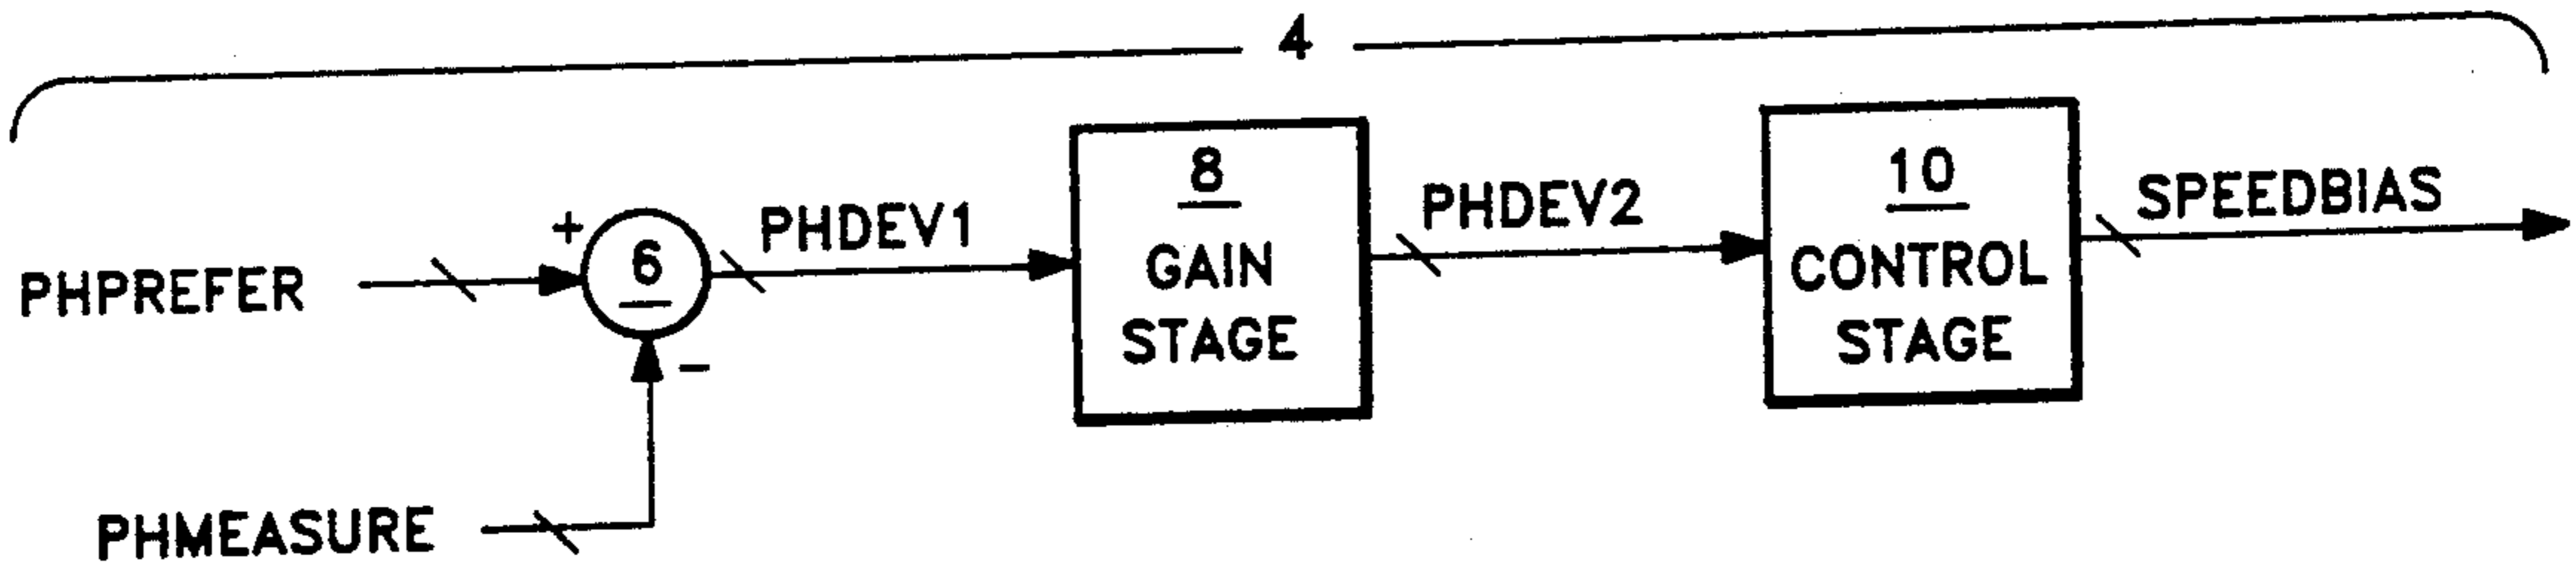 4
PHPREFER
+
6
-
PHMEASURE
PHDEV1
8
GAIN
STAGE
PHDEV2
10
CONTROL
STAGE
SPEEDBIAS